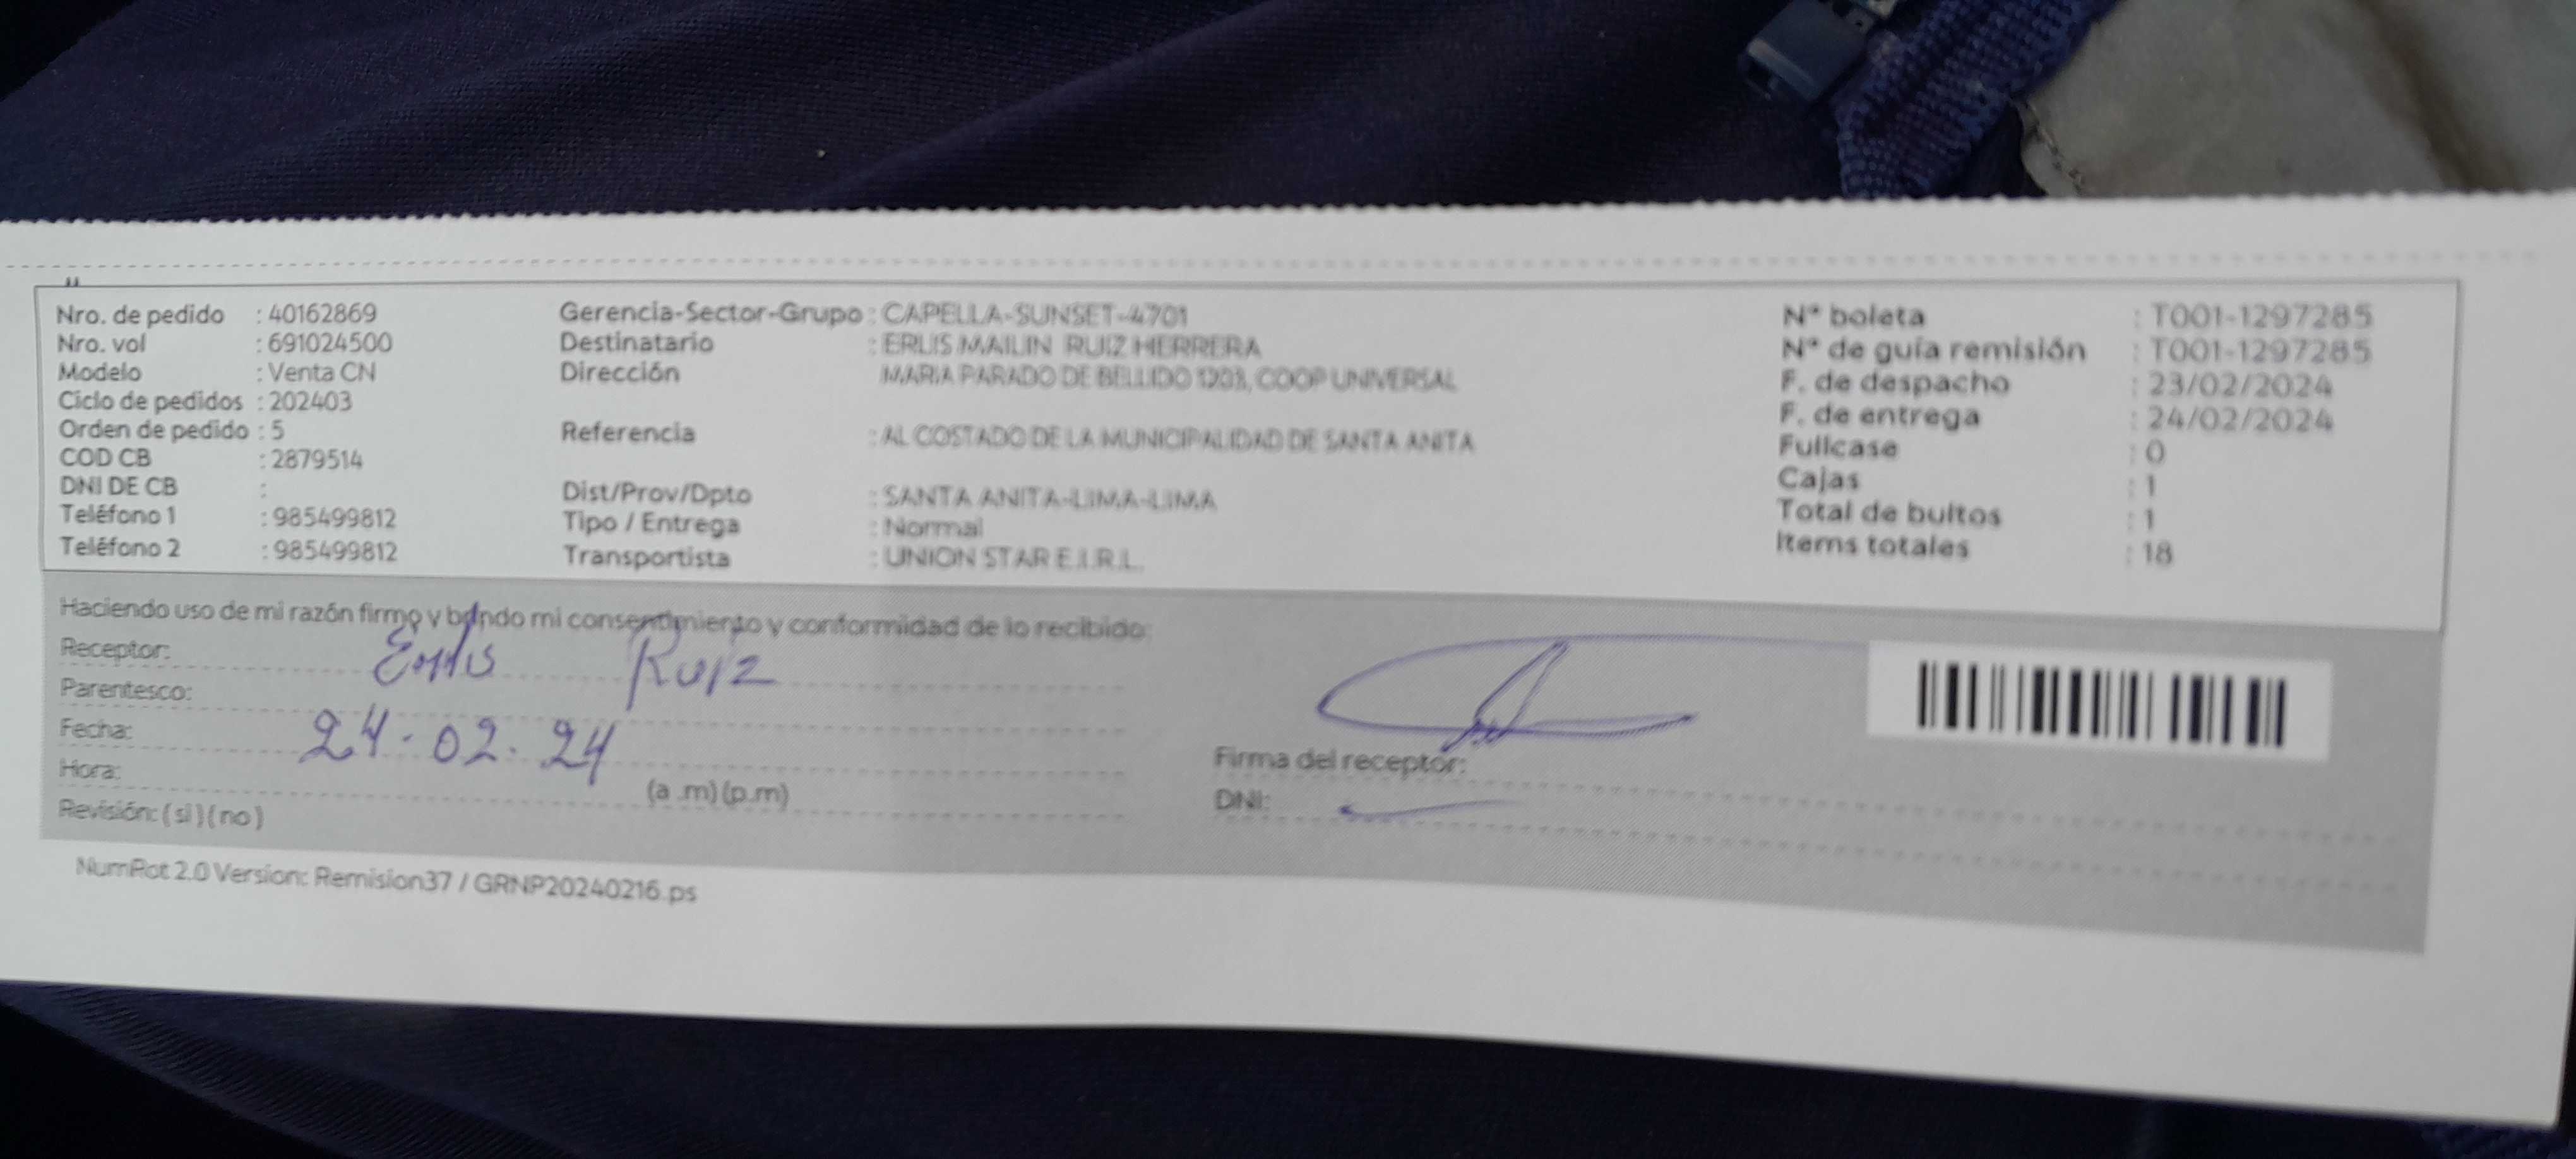 Nro. de pedido : 40162869
Nro. vol : 691024500
Modelo : Venta CN
Ciclo de pedidos : 202403
Orden de pedido : 5
COD CB : 2879514
DNI DE CB :
Teléfono 1 : 985499812
Teléfono 2 : 985499812
Gerencia-Sector-Grupo : CAPELLA-SUNSET-4701
Destinatario : ERLIS MAILIN RUIZ HERRERA
Dirección MARIA PARADO DE BELLIDO 1203, COOP UNIVERSAL
Referencia : AL COSTADO DE LA MUNICIPALIDAD DE SANTA ANITA
Dist/Prov/Dpto : SANTA ANITA-LIMA-LIMA
Tipo / Entrega : Normal
Transportista : UNION STAR E.I.R.L.
N° boleta : T001-1297285
N° de guía remisión : T001-1297285
F. de despacho : 23/02/2024
F. de entrega : 24/02/2024
Fullcase : 0
Cajas : 1
Total de bultos : 1
Items totales : 18
Haciendo uso de mi razón firmo y brindo mi consentimiento y conformidad de lo recibido:
Receptor: Erlis Ruiz
Parentesco:
Fecha: 24.02.24
Hora: (a .m) (p.m)
Revisión: ( si ) ( no )
Firma del receptor:
DNI:
NumRot 2.0 Version: Remision37 / GRNP20240216.ps